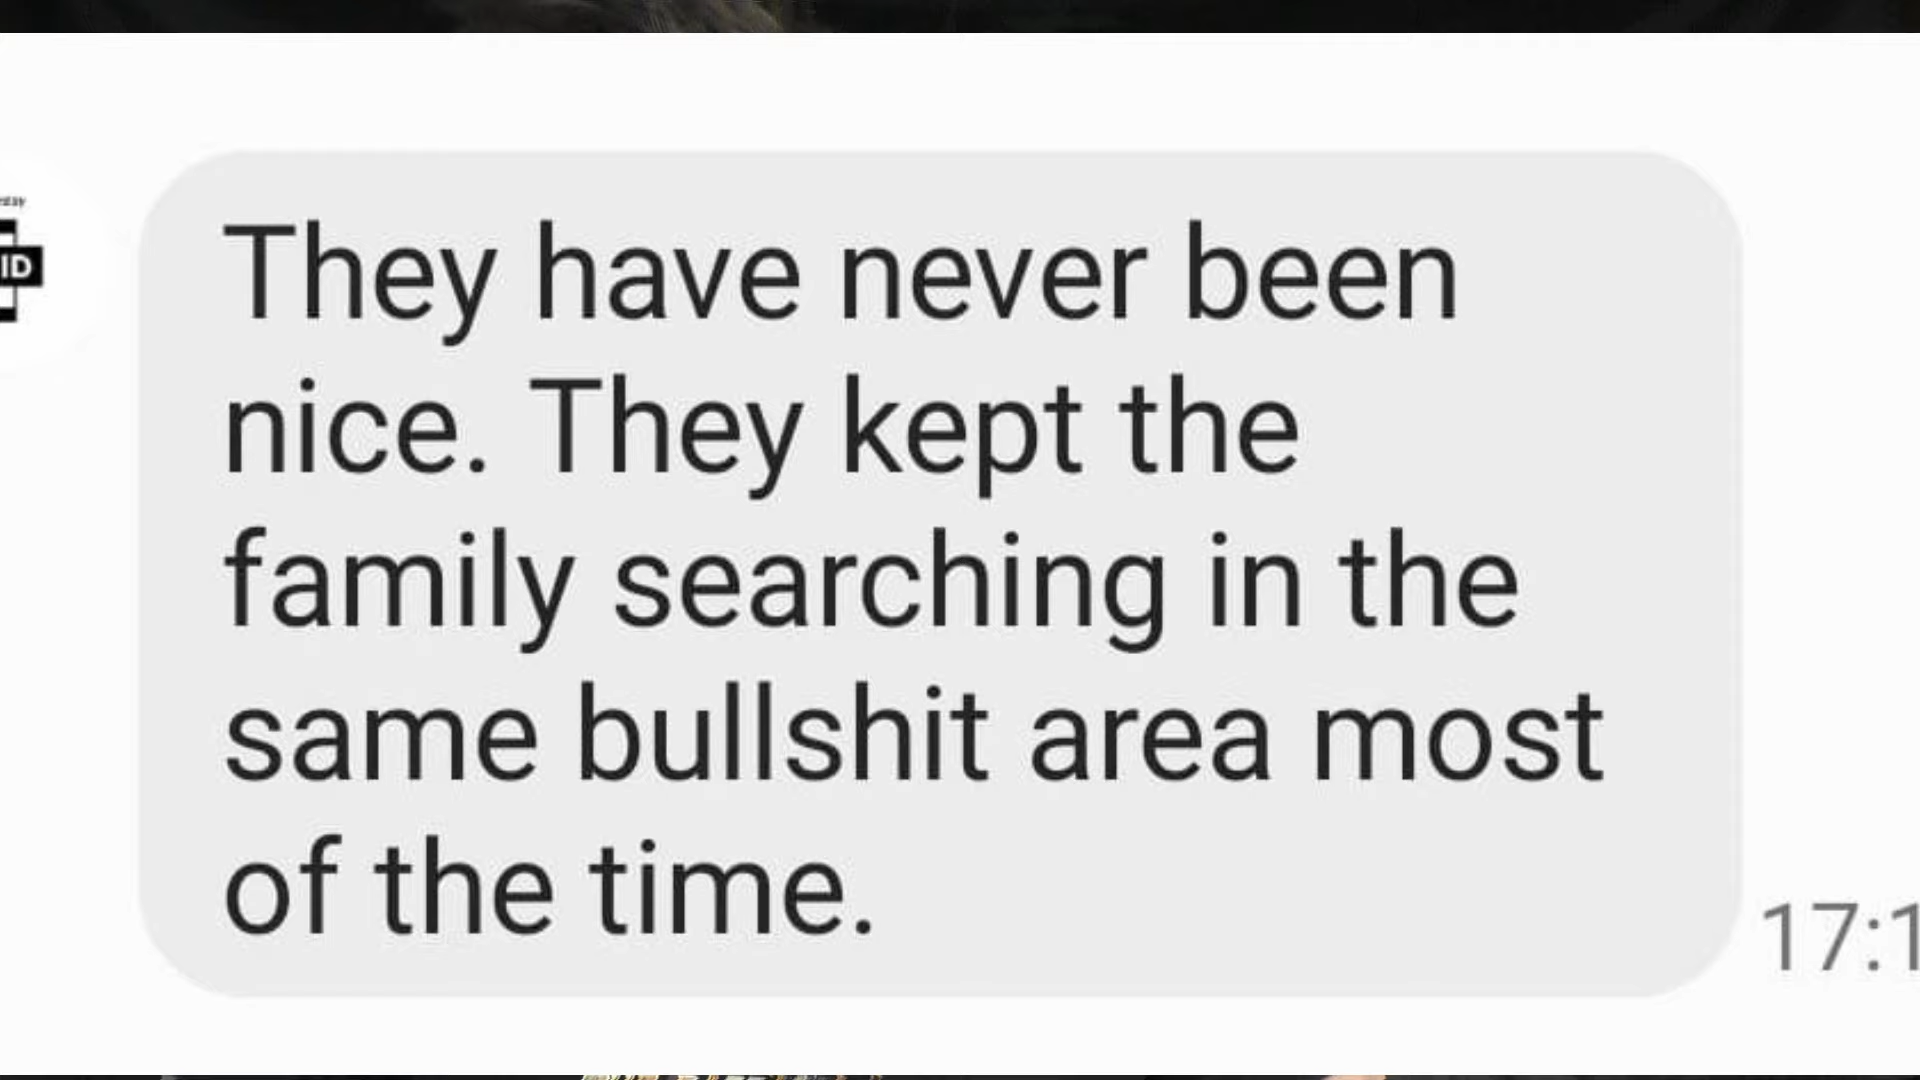 They have never been
nice. They kept the
family searching in the
same bullshit area most
of the time.
ID
17:1